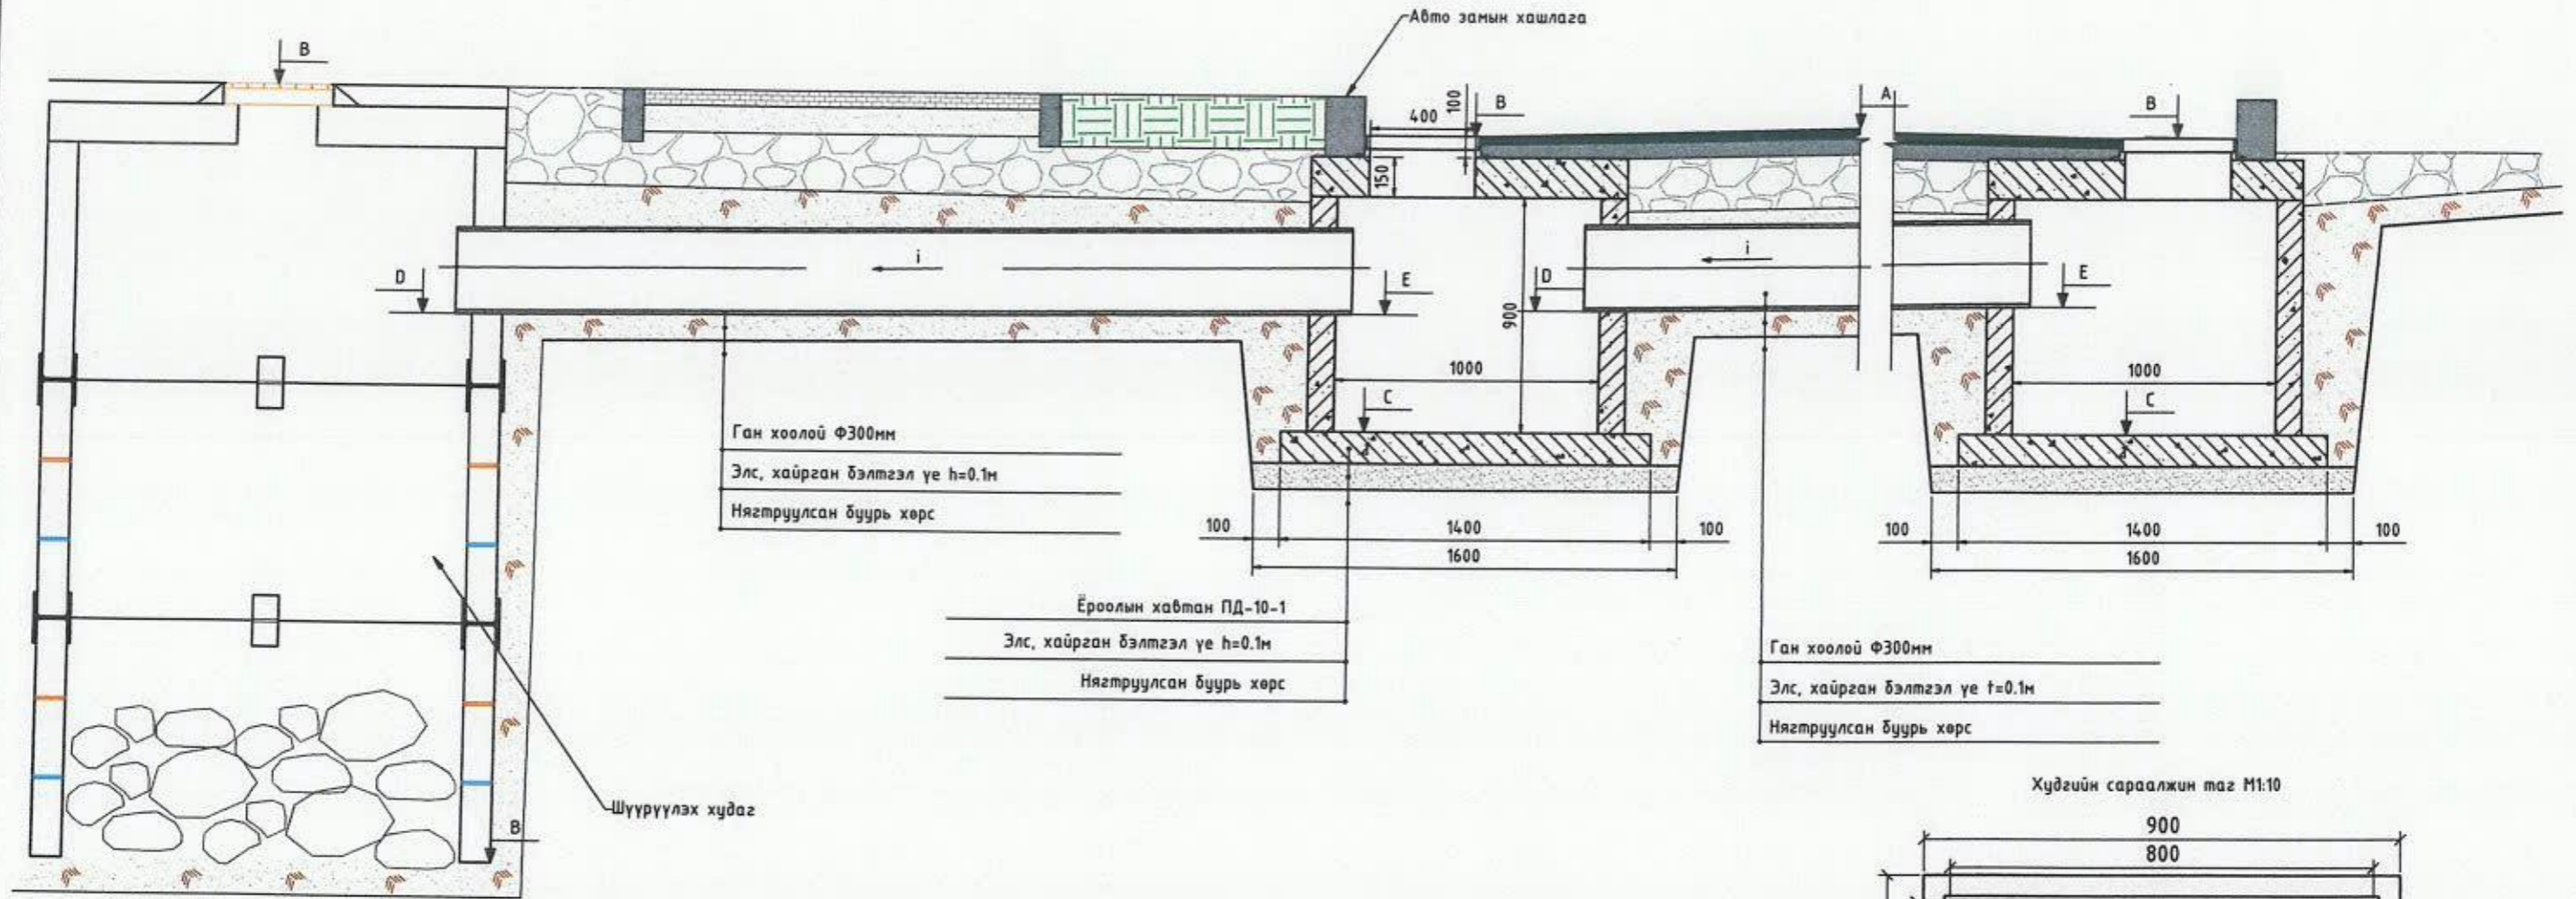 Авто замын хашлага
B
400
100
B
A
B
150
D
i
E
900
D
i
E
1000
C
1000
C
Ган хоолой Ф300мм
Элс, хайрган бэлтгэл үе h=0.1м
Нягтруулсан буурь хөрс
100
1400
100
1600
100
1400
100
1600
Ёроолын хавтан ПД-10-1
Элс, хайрган бэлтгэл үе h=0.1м
Нягтруулсан буурь хөрс
Ган хоолой Ф300мм
Элс, хайрган бэлтгэл үе t=0.1м
Нягтруулсан буурь хөрс
Шүүрүүлэх худаг
B
Худгийн сараалжин таг М1:10
900
800